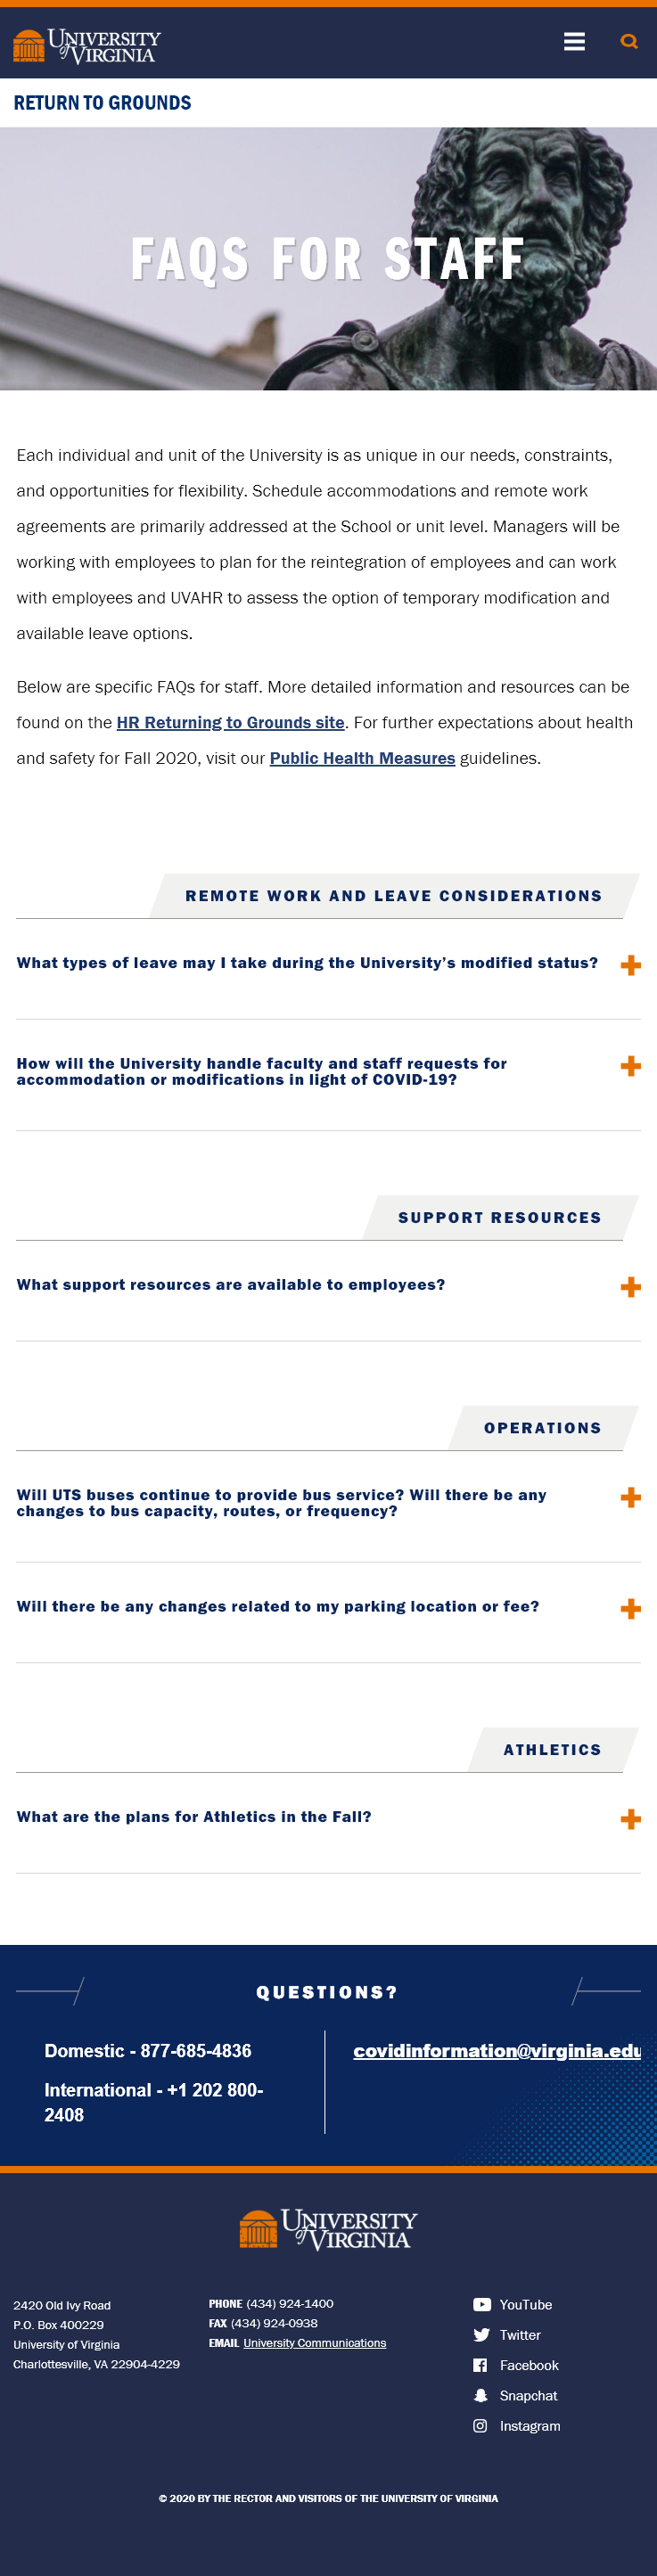 UNIVERSITY
of VIRGINIA
RETURN TO GROUNDS
FAQS FOR STAFF
Each individual and unit of the University is as unique in our needs, constraints,
and opportunities for flexibility. Schedule accommodations and remote work
agreements are primarily addressed at the School or unit level. Managers will be
working with employees to plan for the reintegration of employees and can work
with employees and UVAHR to assess the option of temporary modification and
available leave options.
Below are specific FAQs for staff. More detailed information and resources can be
found on the HR Returning to Grounds site. For further expectations about health
and safety for Fall 2020, visit our Public Health Measures guidelines.
REMOTE WORK AND LEAVE CONSIDERATIONS
What types of leave may I take during the University's modified status?
How will the University handle faculty and staff requests for
accommodation or modifications in light of COVID-19?
SUPPORT RESOURCES
What support resources are available to employees?
OPERATIONS
Will UTS buses continue to provide bus service? Will there be any
changes to bus capacity, routes, or frequency?
Will there be any changes related to my parking location or fee?
ATHLETICS
What are the plans for Athletics in the Fall?
QUESTIONS?
Domestic - 877-685-4836
International - +1 202 800-
2408
covidinformation@virginia.edu
UNIVERSITY
of VIRGINIA
2420 Old Ivy Road
P.O. Box 400229
University of Virginia
Charlottesville, VA 22904-4229
PHONE (434) 924-1400
FAX (434) 924-0938
EMAIL University Communications
YouTube
Twitter
Facebook
Snapchat
Instagram
© 2020 BY THE RECTOR AND VISITORS OF THE UNIVERSITY OF VIRGINIA